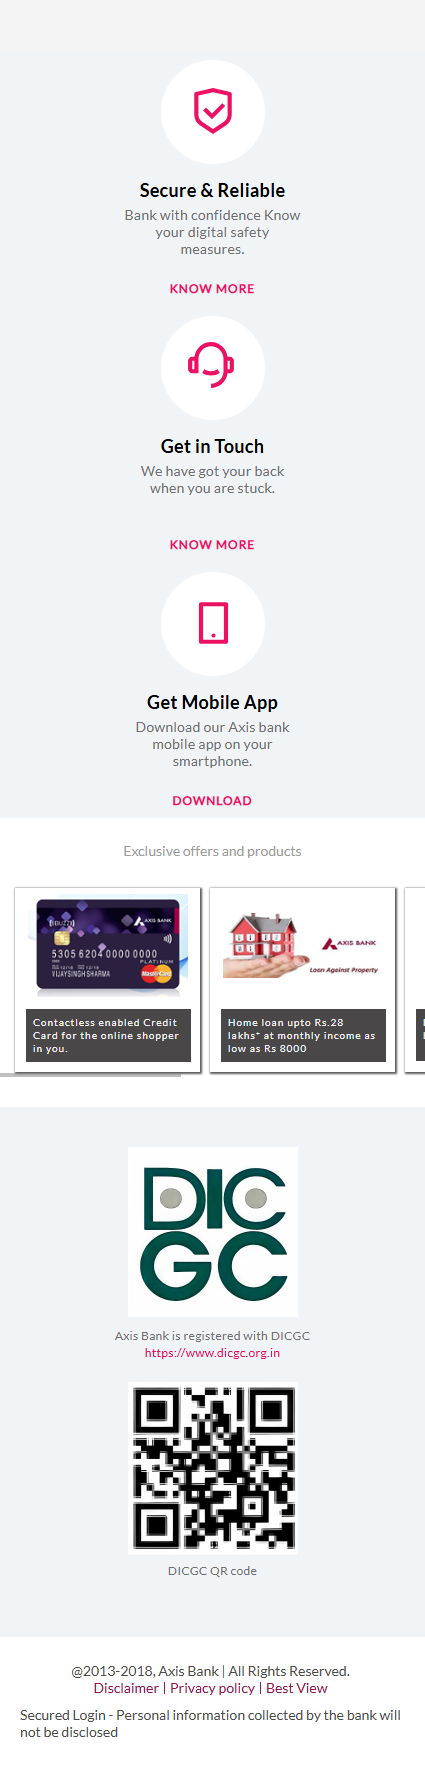 Secure & Reliable
Bank with confidence Know
your digital safety
measures.
KNOW MORE
Get in Touch
We have got your back
when you are stuck.
KNOW MORE
Get Mobile App
Download our Axis bank
mobile app on your
smartphone.
DOWNLOAD
Exclusive offers and products
BUZZ
AXIS BANK
5305 6204 0000 0000
PLATINUM
VIJAY SINGH SHARMA
MasterCard
Contactless enabled Credit
Card for the online shopper
in you.
AXIS BANK
Loan Against Property
Home loan upto Rs.28
lakhs* at monthly income as
low as Rs 8000
DIC
GC
Axis Bank is registered with DICGC
https://www.dicgc.org.in
DICGC QR code
@2013-2018, Axis Bank | All Rights Reserved.
Disclaimer | Privacy policy | Best View
Secured Login - Personal information collected by the bank will
not be disclosed